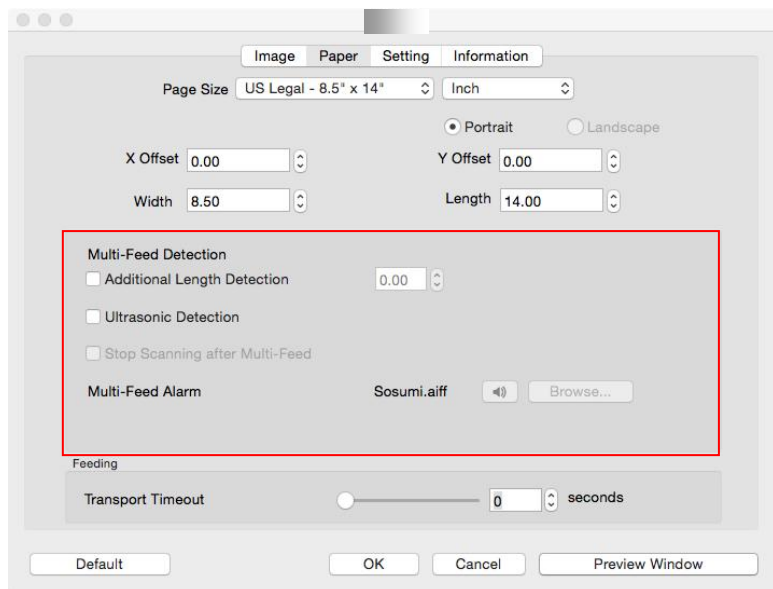 Image Paper Setting Information
Page Size US Legal - 8.5" x 14" Inch
Portrait Landscape
X Offset 0.00 Y Offset 0.00
Width 8.50 Length 14.00
Multi-Feed Detection
Additional Length Detection 0.00
Ultrasonic Detection
Stop Scanning after Multi-Feed
Multi-Feed Alarm Sosumi.aiff Browse...
Feeding
Transport Timeout 0 seconds
Default OK Cancel Preview Window